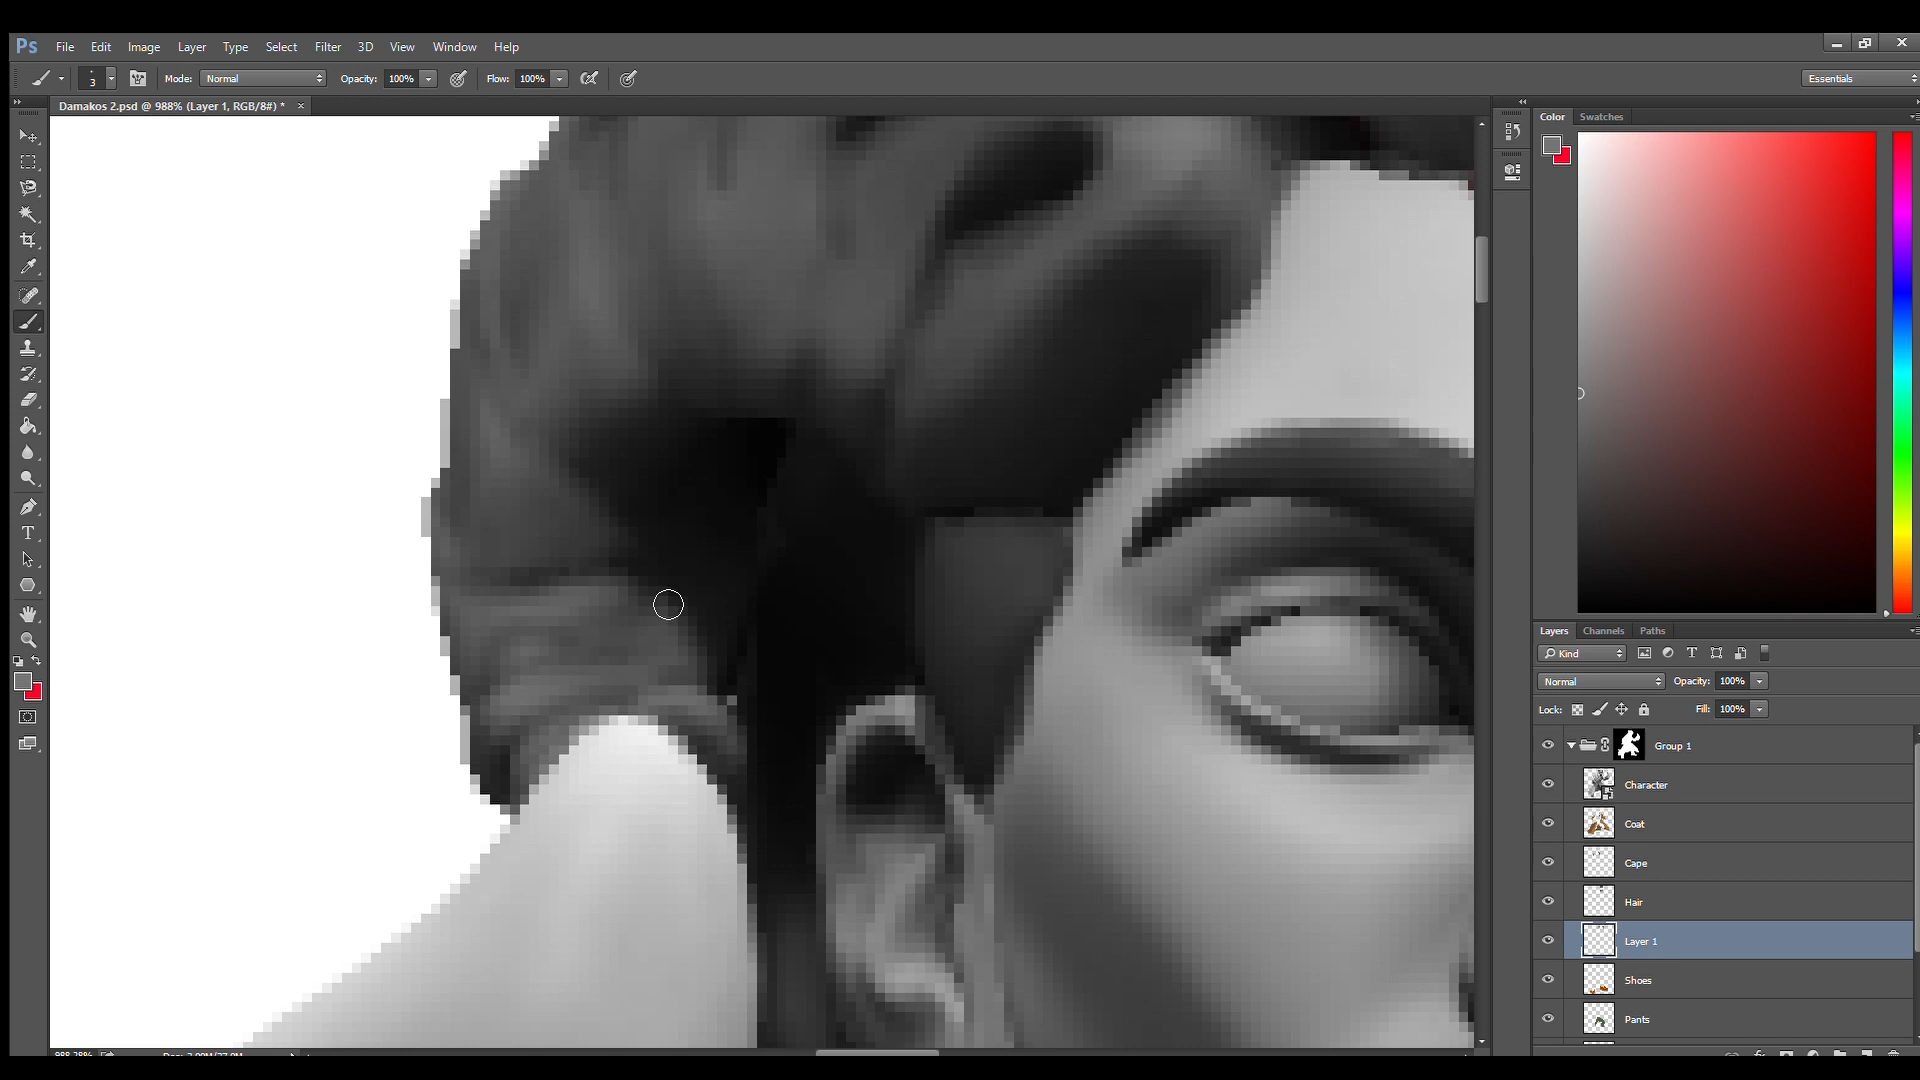 Ps File Edit Image Layer Type Select Filter 3D View Window Help
3 Mode: Normal Opacity: 100% Flow: 100% Essentials
Damakos 2.psd @ 988% (Layer 1, RGB/8#) * ×
Color Swatches
Layers Channels Paths
Kind
Normal Opacity: 100%
Lock: Fill: 100%
Group 1
Character
Coat
Cape
Hair
Layer 1
Shoes
Pants